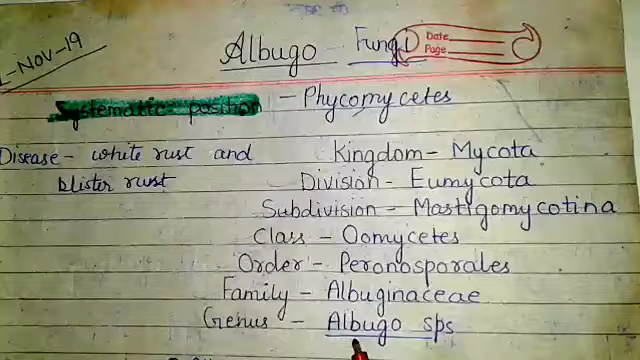 -Nov-19
Albugo - Fungi
Date
Page
Systematic position - Phycomycetes
Disease - white rust and
blister rust
Kingdom - Mycota
Division - Eumycota
Subdivision - Mastigomycotina
Class - Oomycetes
Order - Peronosporales
Family - Albuginaceae
Genus - Albugo sps